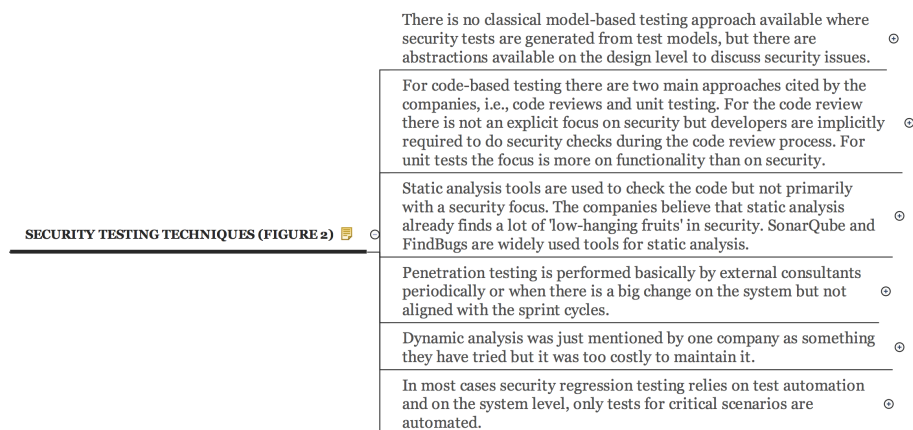 There is no classical model-based testing approach available where
security tests are generated from test models, but there are
abstractions available on the design level to discuss security issues.
For code-based testing there are two main approaches cited by the
companies, i.e., code reviews and unit testing. For the code review
there is not an explicit focus on security but developers are implicitly
required to do security checks during the code review process. For
unit tests the focus is more on functionality than on security.
Static analysis tools are used to check the code but not primarily
with a security focus. The companies believe that static analysis
already finds a lot of 'low-hanging fruits' in security. SonarQube and
FindBugs are widely used tools for static analysis.
SECURITY TESTING TECHNIQUES (FIGURE 2)
Penetration testing is performed basically by external consultants
periodically or when there is a big change on the system but not
aligned with the sprint cycles.
Dynamic analysis was just mentioned by one company as something
they have tried but it was too costly to maintain it.
In most cases security regression testing relies on test automation
and on the system level, only tests for critical scenarios are
automated.